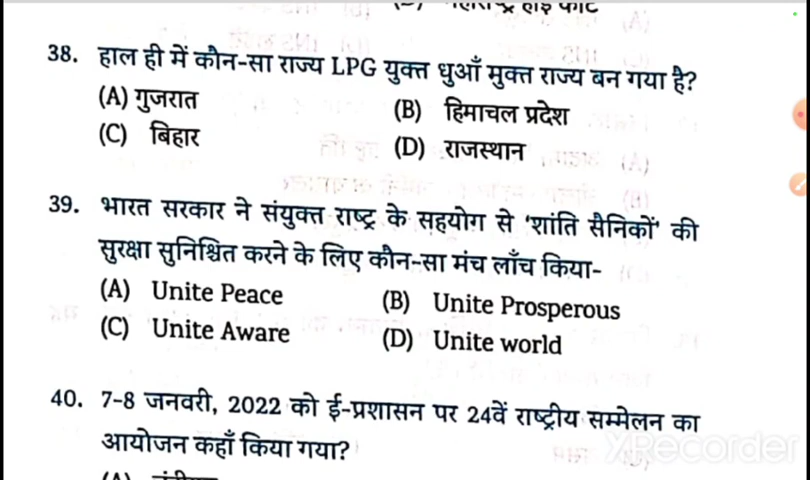 38. हाल ही में कौन-सा राज्य LPG युक्त धुआँ मुक्त राज्य बन गया है?
(A) गुजरात (B) हिमाचल प्रदेश
(C) बिहार (D) राजस्थान
39. भारत सरकार ने संयुक्त राष्ट्र के सहयोग से 'शांति सैनिकों' की
सुरक्षा सुनिश्चित करने के लिए कौन-सा मंच लॉंच किया-
(A) Unite Peace (B) Unite Prosperous
(C) Unite Aware (D) Unite world
40. 7-8 जनवरी, 2022 को ई-प्रशासन पर 24वें राष्ट्रीय सम्मेलन का
आयोजन कहाँ किया गया?
XRecorder